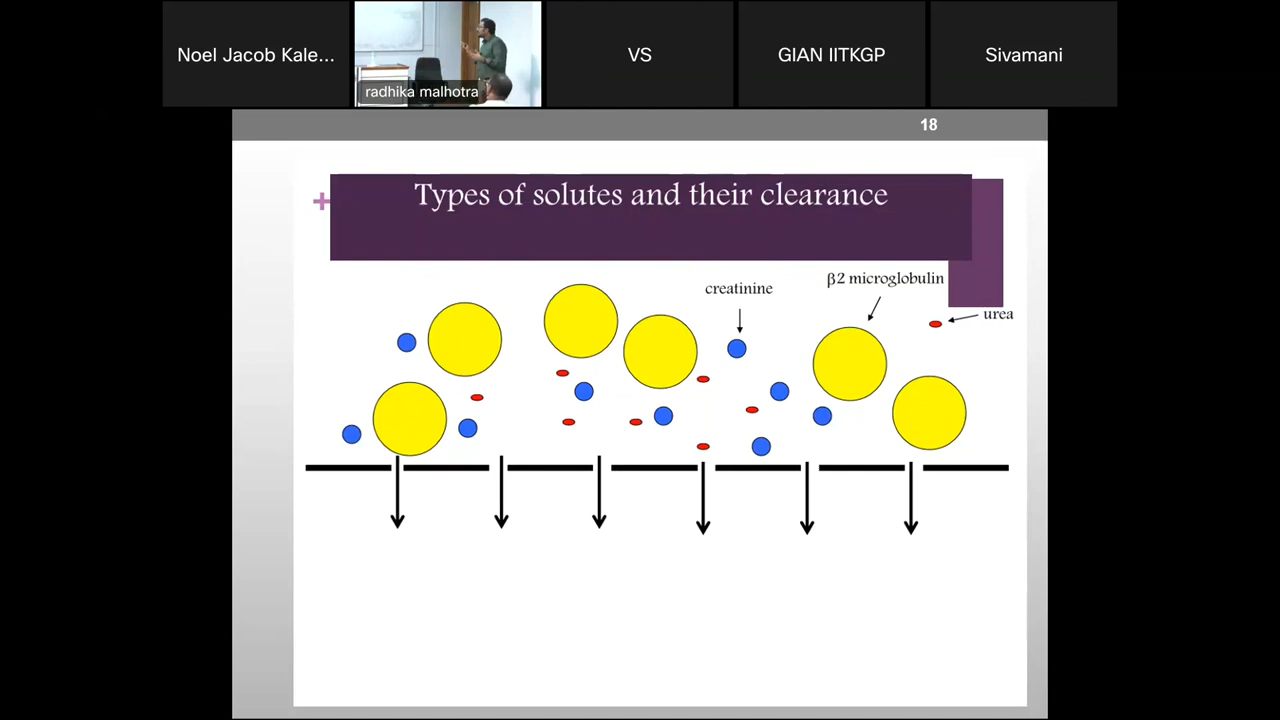 Noel Jacob Kale...
radhika malhotra
VS
GIAN IITKGP
Sivamani
18
+
Types of solutes and their clearance
creatinine
β2 microglobulin
urea